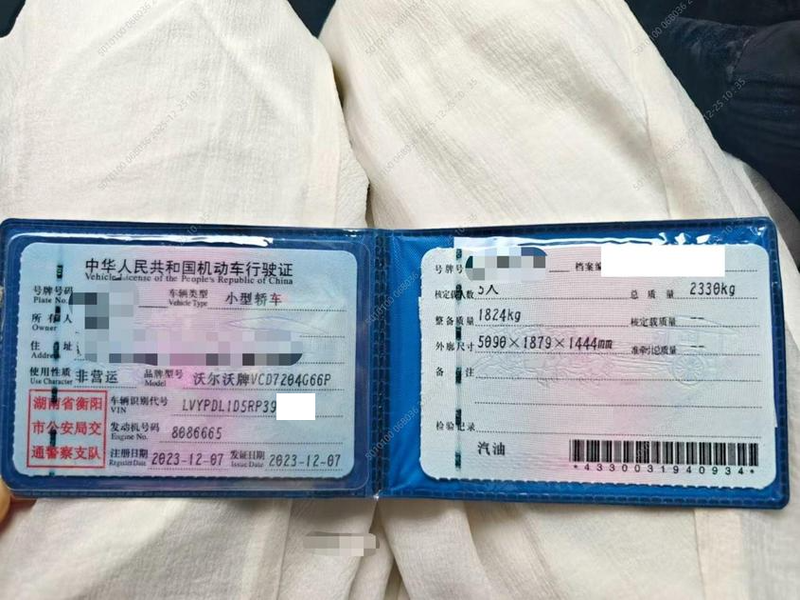 中华人民共和国机动车行驶证
Vehicle License of the People's Republic of China
号牌号码
Plate No.
车辆类型
Vehicle Type
小型轿车
所有人
Owner
住 址
Address
使用性质
Use Character
非营运
品牌型号
Model
沃尔沃牌VCD7204G66P
湖南省衡阳
市公安局交
通警察支队
车辆识别代号
VIN
LVYPDL1D5RP39
发动机号码
Engine No.
8086665
注册日期
Register Date
2023-12-07
发证日期
Issue Date
2023-12-07
号牌号
档案编
核定载人数
5人
总 质 量
2330kg
整备质量
1824kg
核定载质量
--
外廓尺寸
5090×1879×1444mm
准牵引总质量
--
备 注
检验记录
汽油
*4330031940934*